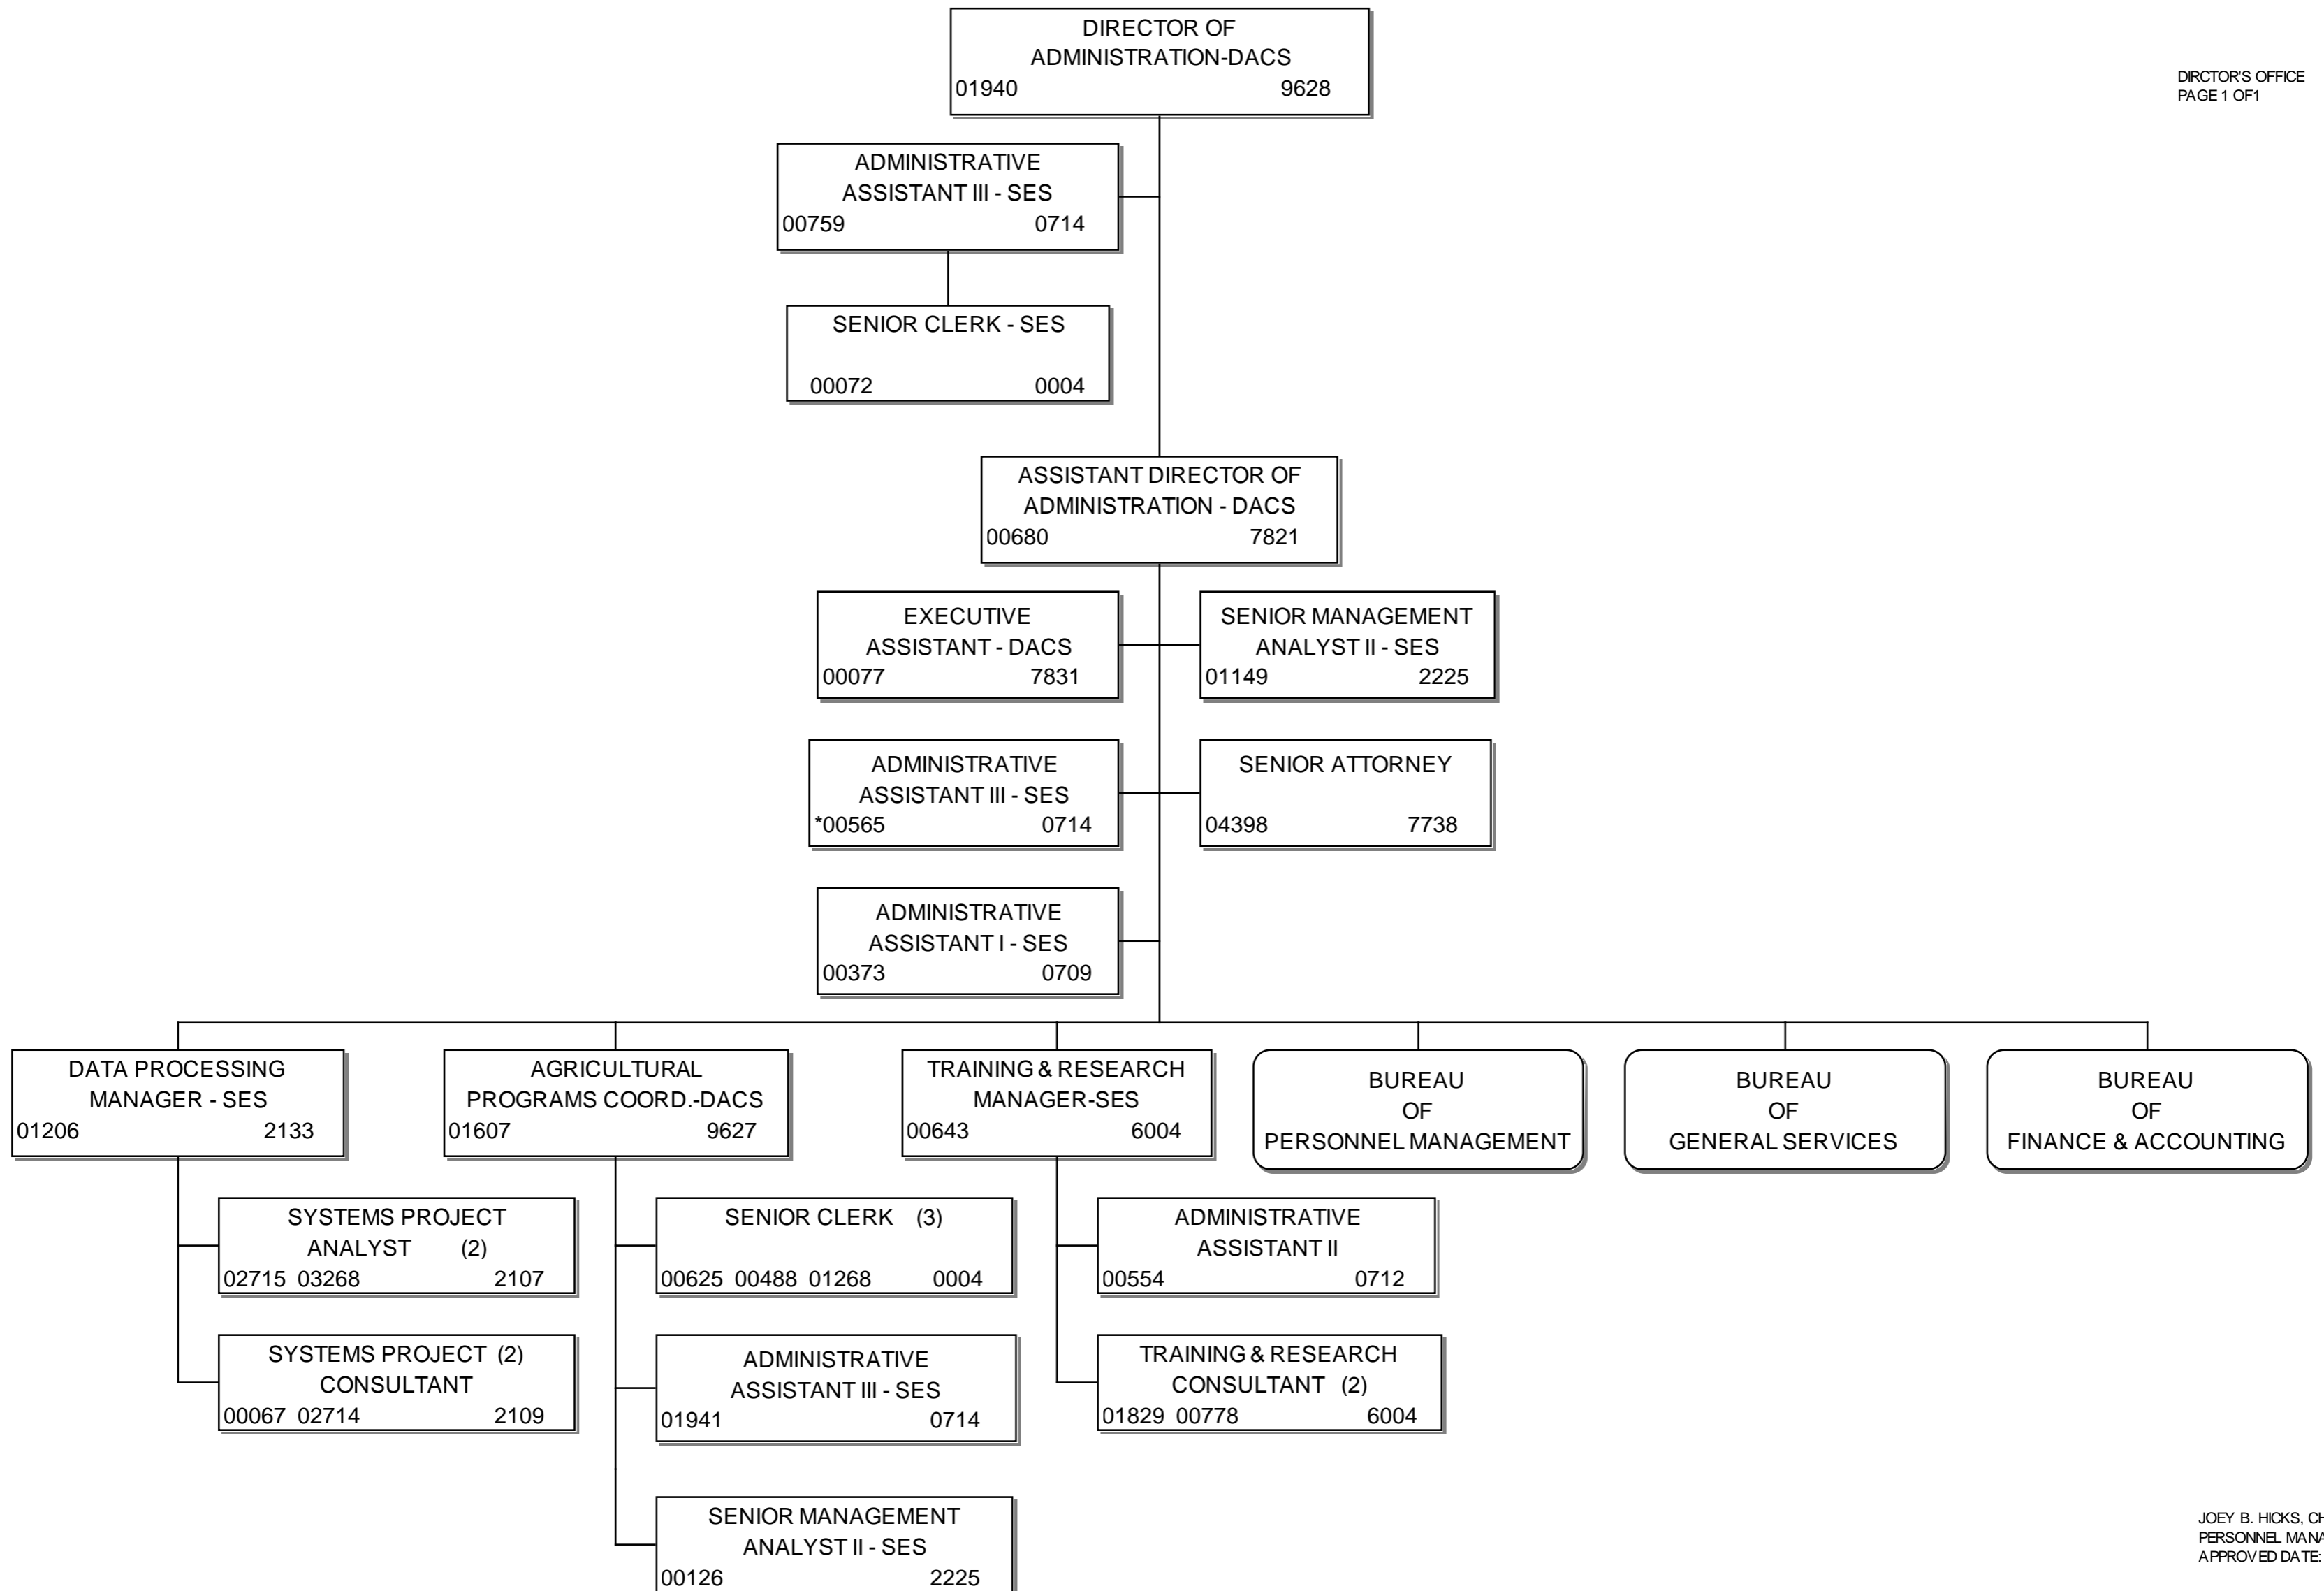 DIRECTOR OF
ADMINISTRATION-DACS
01940 9628
DIRCTOR'S OFFICE
PAGE 1 OF1
ADMINISTRATIVE
ASSISTANT III - SES
00759 0714
SENIOR CLERK - SES
00072 0004
ASSISTANT DIRECTOR OF
ADMINISTRATION - DACS
00680 7821
EXECUTIVE
ASSISTANT - DACS
00077 7831
SENIOR MANAGEMENT
ANALYST II - SES
01149 2225
ADMINISTRATIVE
ASSISTANT III - SES
*00565 0714
SENIOR ATTORNEY
04398 7738
ADMINISTRATIVE
ASSISTANT I - SES
00373 0709
DATA PROCESSING
MANAGER - SES
01206 2133
AGRICULTURAL
PROGRAMS COORD.-DACS
01607 9627
TRAINING & RESEARCH
MANAGER-SES
00643 6004
BUREAU
OF
PERSONNEL MANAGEMENT
BUREAU
OF
GENERAL SERVICES
BUREAU
OF
FINANCE & ACCOUNTING
SYSTEMS PROJECT
ANALYST (2)
02715 03268 2107
SENIOR CLERK (3)
00625 00488 01268 0004
ADMINISTRATIVE
ASSISTANT II
00554 0712
SYSTEMS PROJECT (2)
CONSULTANT
00067 02714 2109
ADMINISTRATIVE
ASSISTANT III - SES
01941 0714
TRAINING & RESEARCH
CONSULTANT (2)
01829 00778 6004
SENIOR MANAGEMENT
ANALYST II - SES
00126 2225
JOEY B. HICKS,
PERSONNEL
APPROVED DATE: